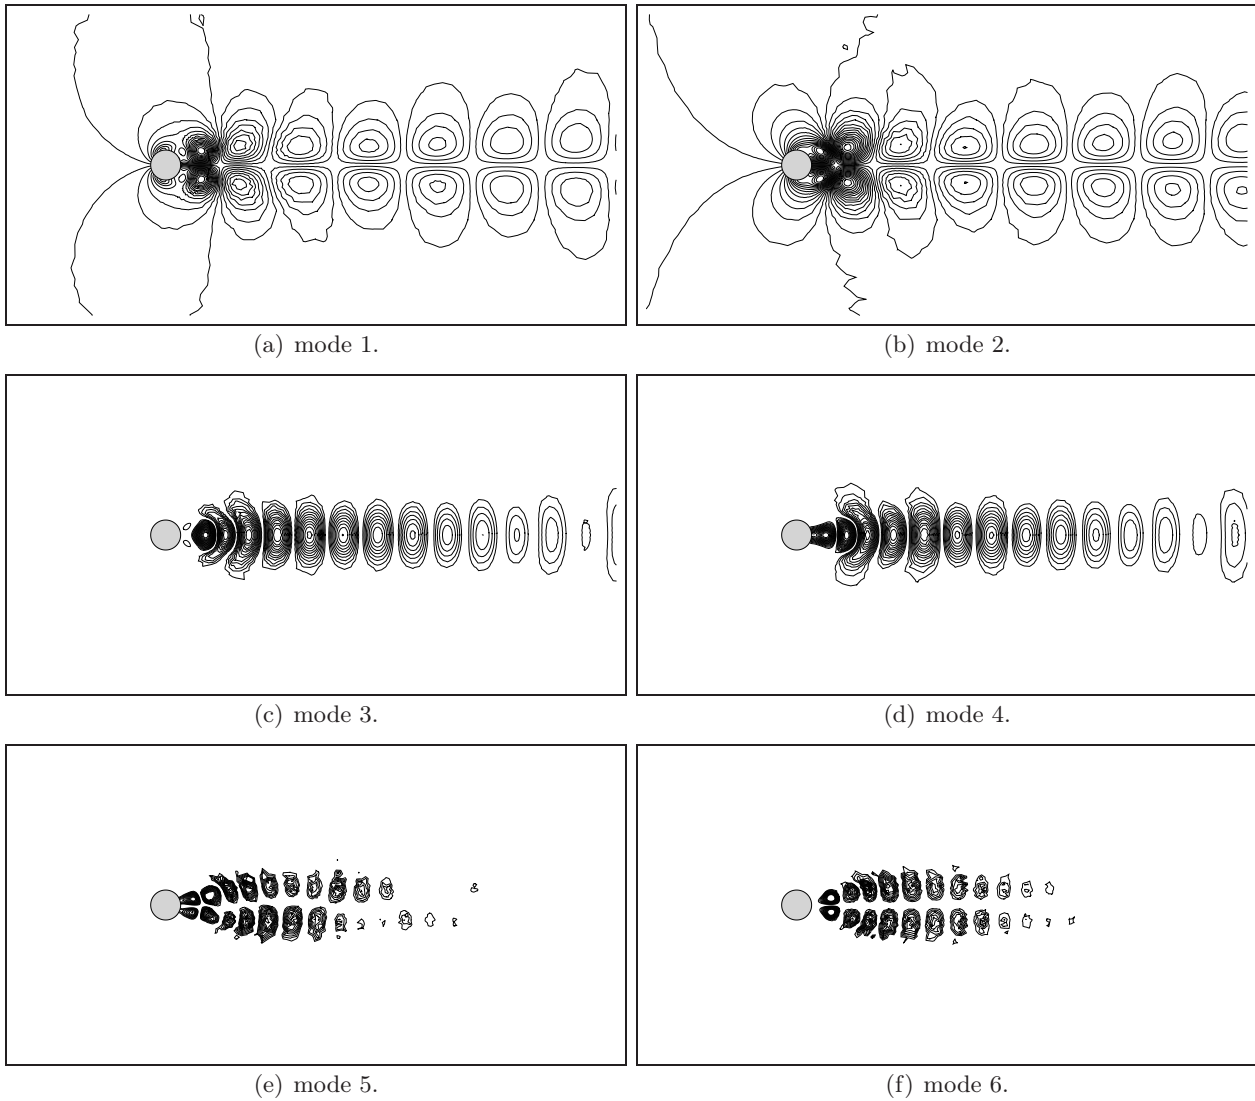 (a) mode 1.
(b) mode 2.
(c) mode 3.
(d) mode 4.
(e) mode 5.
(f) mode 6.